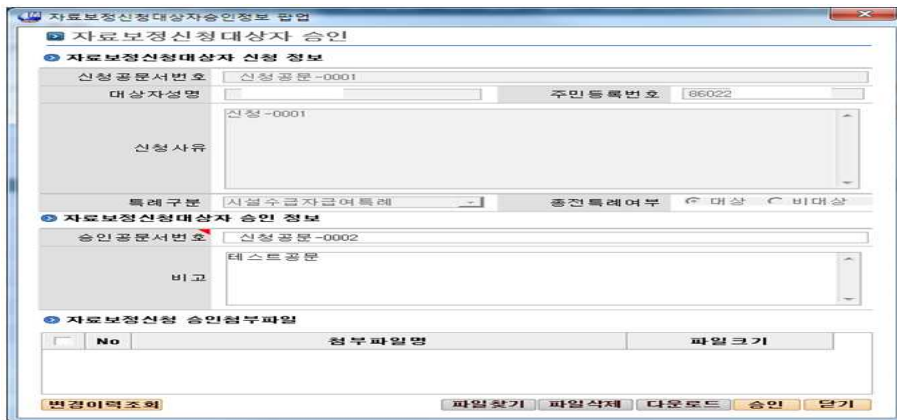 자료보정신청대상자승인정보 팝업
자료보정신청대상자 승인
자료보정신청대상자 신청 정보
신청공문서번호 신청공문-0001
대상자성명 주민등록번호 86022
신청사유 신청-0001
특례구분 시설수급자급여특례 종전특례여부 대상 비대상
자료보정신청대상자 승인 정보
승인공문서번호 신청공문-0002
비고 테스트공문
자료보정신청 승인첨부파일
No 첨부파일명 파일크기
변경이력조회 파일찾기 파일삭제 다운로드 승인 닫기